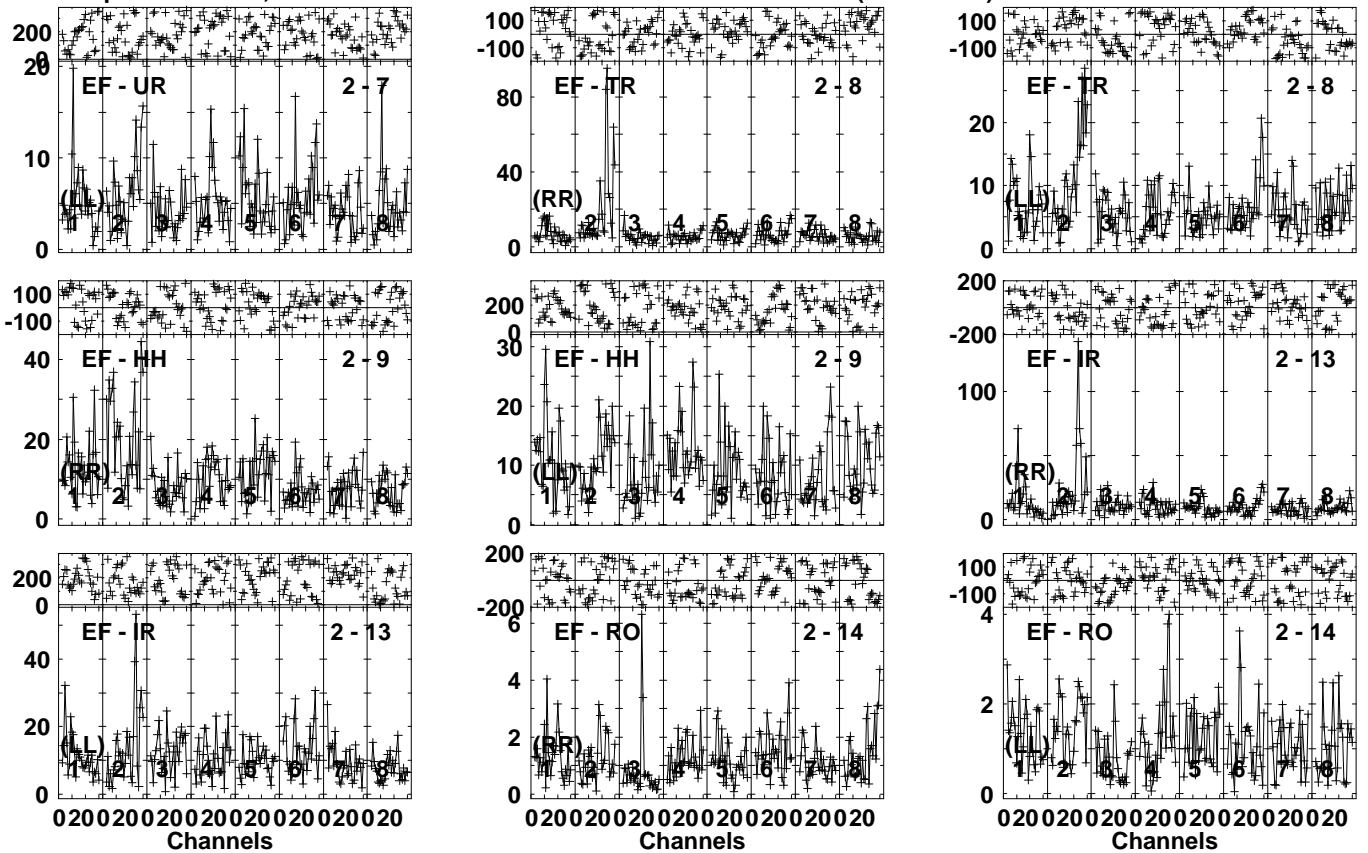 200 100 100
0 -100 -100
20 EF - UR 2 - 7 EF - TR 2 - 8 EF - TR 2 - 8
80
20
10 40
(LL) (RR) 10 (LL)
1 2 3 4 5 6 7 8 1 2 3 4 5 6 7 8 1 2 3 4 5 6 7 8
0 0 0
100 200 200
-100 0 -200
40 EF - HH 2 - 9 30 EF - HH 2 - 9 EF - IR 2 - 13
100
20 20
(RR) 10 (LL) (RR)
1 2 3 4 5 6 7 8 1 2 3 4 5 6 7 8 1 2 3 4 5 6 7 8
0 0 0
200 200 100
0 -200 -100
EF - IR 2 - 13 6 EF - RO 2 - 14 4 EF - RO 2 - 14
40 4
20 2 2
(LL) (RR) (LL)
1 2 3 4 5 6 7 8 1 2 3 4 5 6 7 8 1 2 3 4 5 6 7 8
0 0 0
0 20 0 20 0 20 0 20 0 20 0 20 0 20 0 20 0 20 0 20 0 20 0 20 0 20 0 20 0 20 0 20 0 20 0 20 0 20 0 20 0 20 0 20 0 20 0 20
Channels Channels Channels